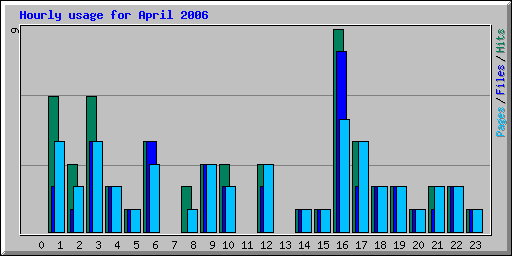 Hourly usage for April 2006
9
Pages / Files / Hits
0 1 2 3 4 5 6 7 8 9 10 11 12 13 14 15 16 17 18 19 20 21 22 23